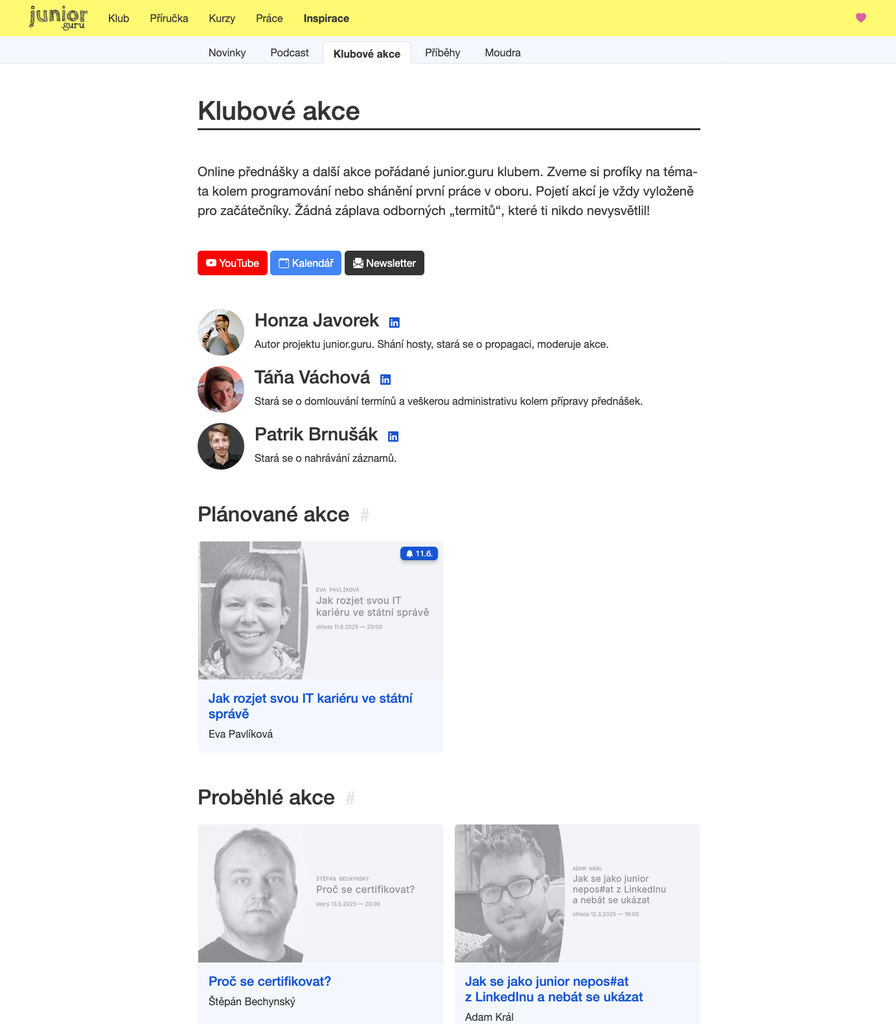 junior
.guru
Klub
Příručka
Kurzy
Práce
Inspirace
Novinky
Podcast
Klubové akce
Příběhy
Moudra
Klubové akce
Online přednášky a další akce pořádané junior.guru klubem. Zveme si profíky na téma-
ta kolem programování nebo shánění první práce v oboru. Pojetí akcí je vždy vyloženě
pro začátečníky. Žádná záplava odborných „termitů“, které ti nikdo nevysvětlil!
YouTube
Kalendář
Newsletter
Honza Javorek
Autor projektu junior.guru. Shání hosty, stará se o propagaci, moderuje akce.
Táňa Váchová
Stará se o domlouvání termínů a veškerou administrativu kolem přípravy přednášek.
Patrik Brnušák
Stará se o nahrávání záznamů.
Plánované akce #
11.6.
EVA PAVLÍKOVÁ
Jak rozjet svou IT
kariéru ve státní správě
středa 11.6.2025 — 20:00
Jak rozjet svou IT kariéru ve státní
správě
Eva Pavlíková
Proběhlé akce #
ŠTĚPÁN BECHYNSKÝ
Proč se certifikovat?
úterý 13.5.2025 — 20:00
Proč se certifikovat?
Štěpán Bechynský
ADAM KRÁL
Jak se jako junior
nepos#at z LinkedInu
a nebát se ukázat
středa 12.3.2025 — 18:00
Jak se jako junior nepos#at
z LinkedInu a nebát se ukázat
Adam Král